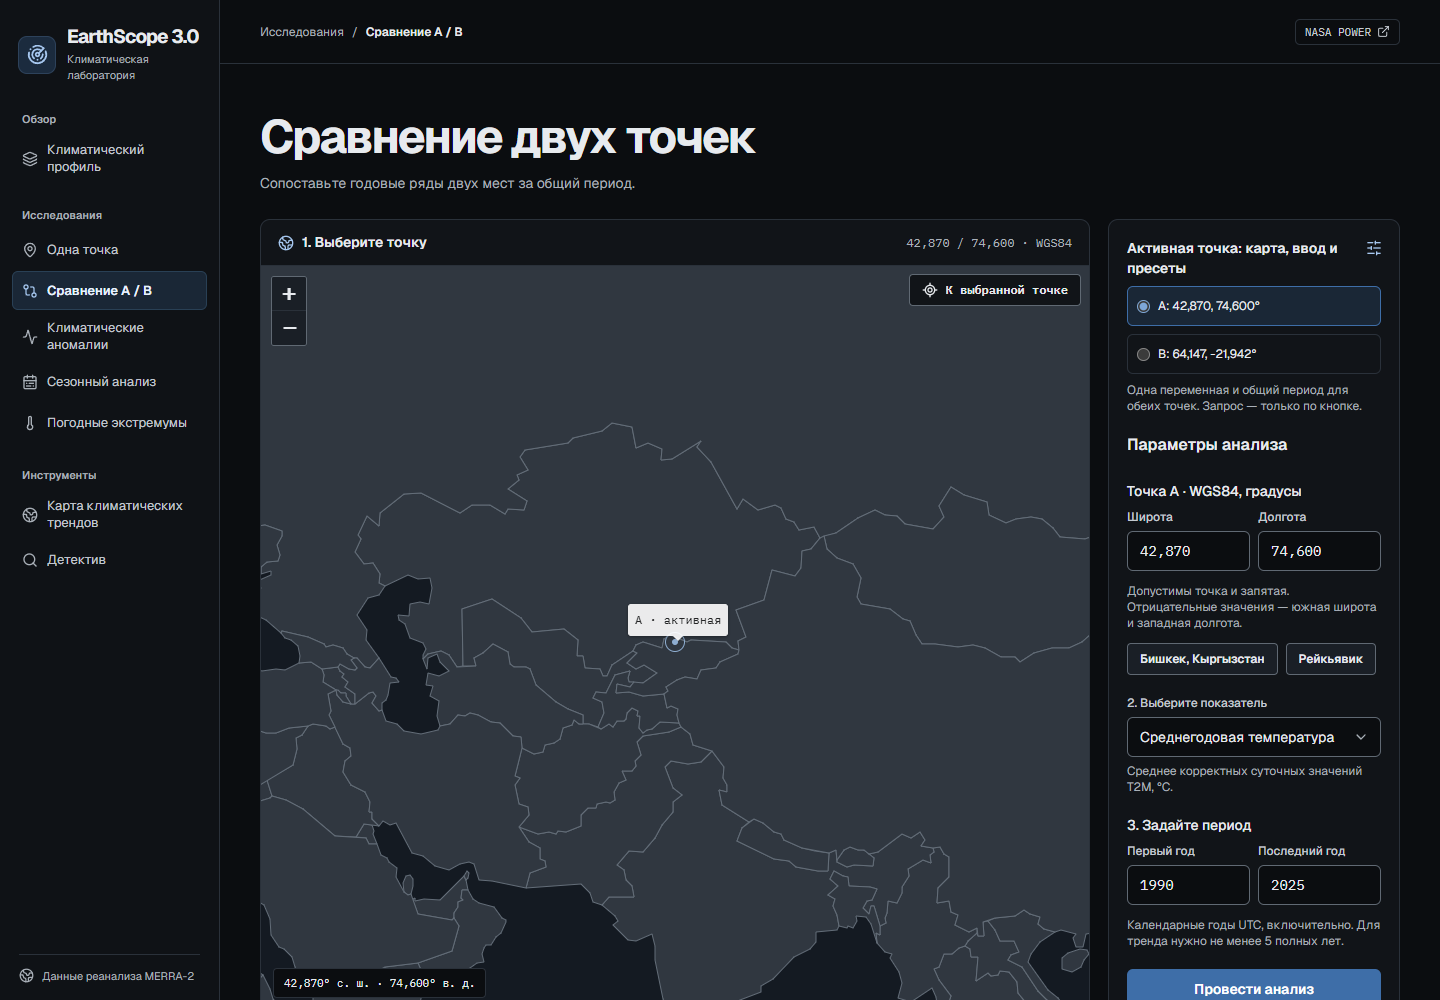 EarthScope 3.0
Климатическая
лаборатория
Обзор
Климатический
профиль
Исследования
Одна точка
Сравнение A / B
Климатические
аномалии
Сезонный анализ
Погодные экстремумы
Инструменты
Карта климатических
трендов
Детектив
Данные реанализа MERRA-2
Исследования / Сравнение A / B
NASA POWER
Сравнение двух точек
Сопоставьте годовые ряды двух мест за общий период.
1. Выберите точку
42,870 / 74,600 · WGS84
+
−
К выбранной точке
A · активная
42,870° с. ш. · 74,600° в. д.
Активная точка: карта, ввод и
пресеты
A: 42,870, 74,600°
B: 64,147, -21,942°
Одна переменная и общий период для
обеих точек. Запрос — только по кнопке.
Параметры анализа
Точка A · WGS84, градусы
Широта Долгота
42,870 74,600
Допустимы точка и запятая.
Отрицательные значения — южная широта
и западная долгота.
Бишкек, Кыргызстан Рейкьявик
2. Выберите показатель
Среднегодовая температура
Среднее корректных суточных значений
T2M, °C.
3. Задайте период
Первый год Последний год
1990 2025
Календарные годы UTC, включительно. Для
тренда нужно не менее 5 полных лет.
Провести анализ